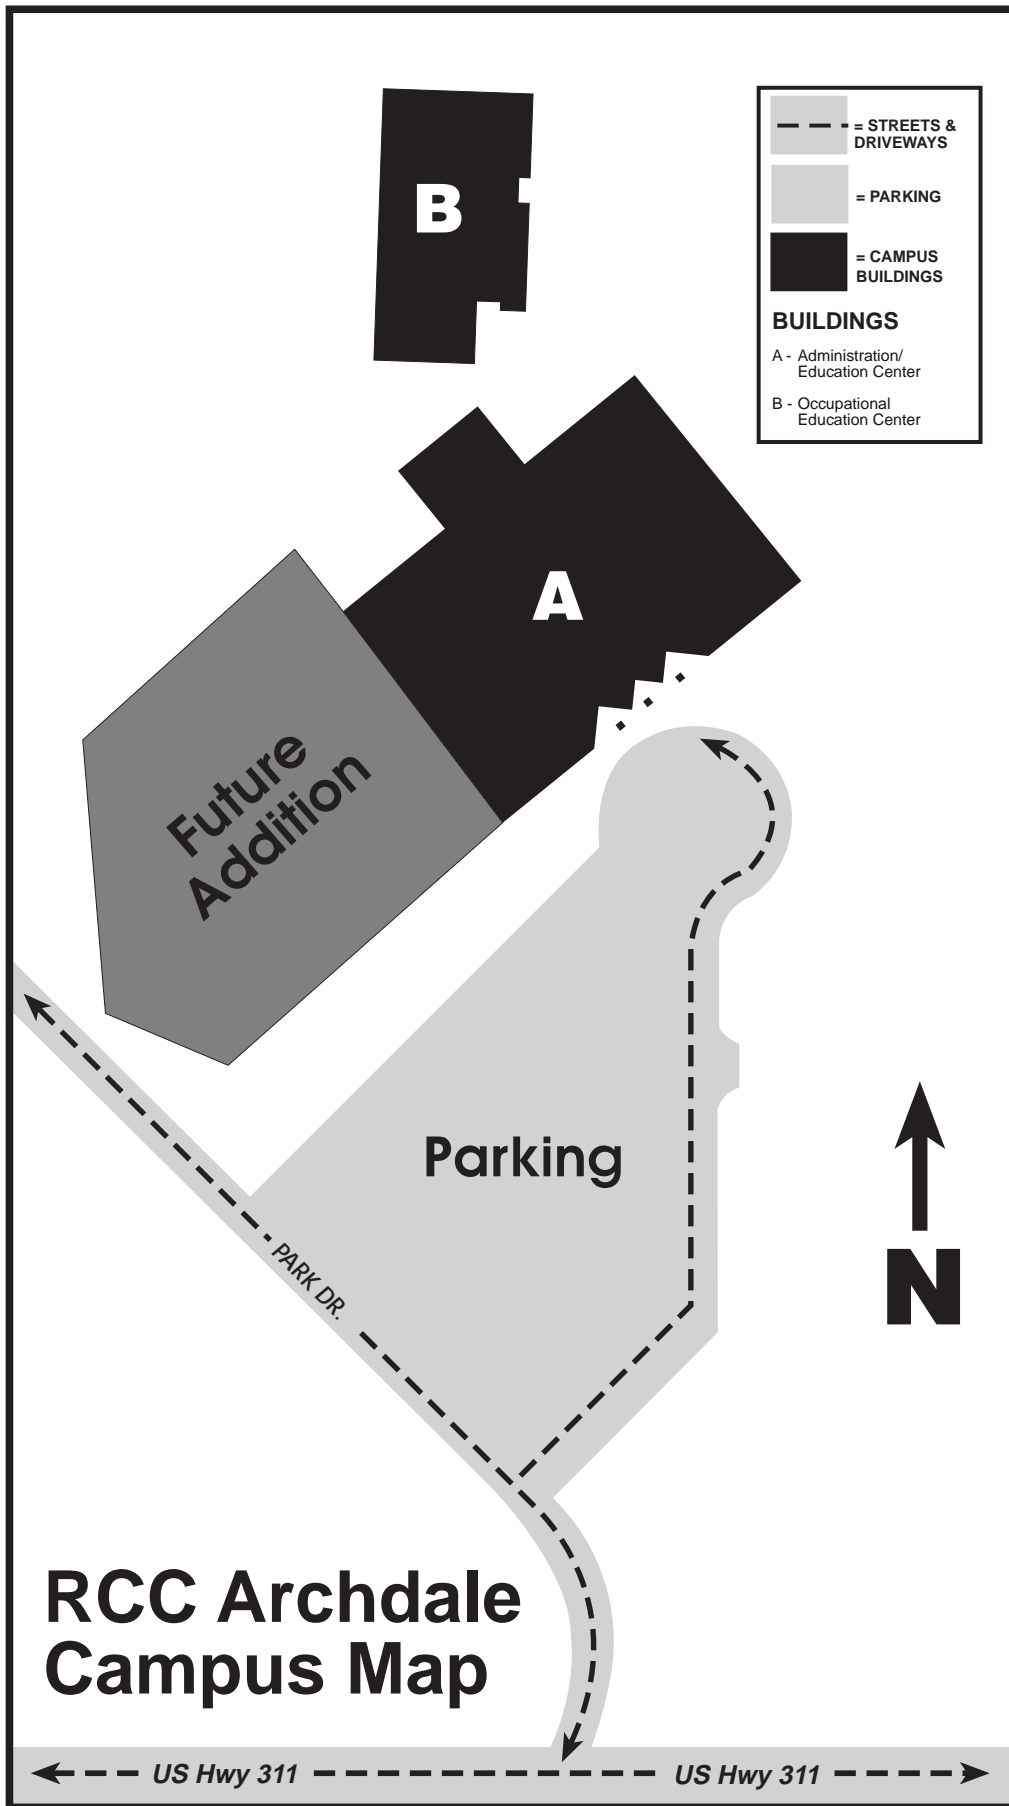 B
= STREETS &
DRIVEWAYS
= PARKING
= CAMPUS
BUILDINGS
BUILDINGS
A - Administration/
Education Center
B - Occupational
Education Center
A
Future
Addition
Parking
PARK DR.
N
RCC Archdale
Campus Map
US Hwy 311
US Hwy 311